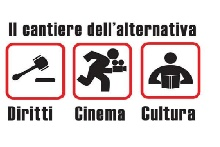 Il cantiere dell'alternativa
Diritti Cinema Cultura